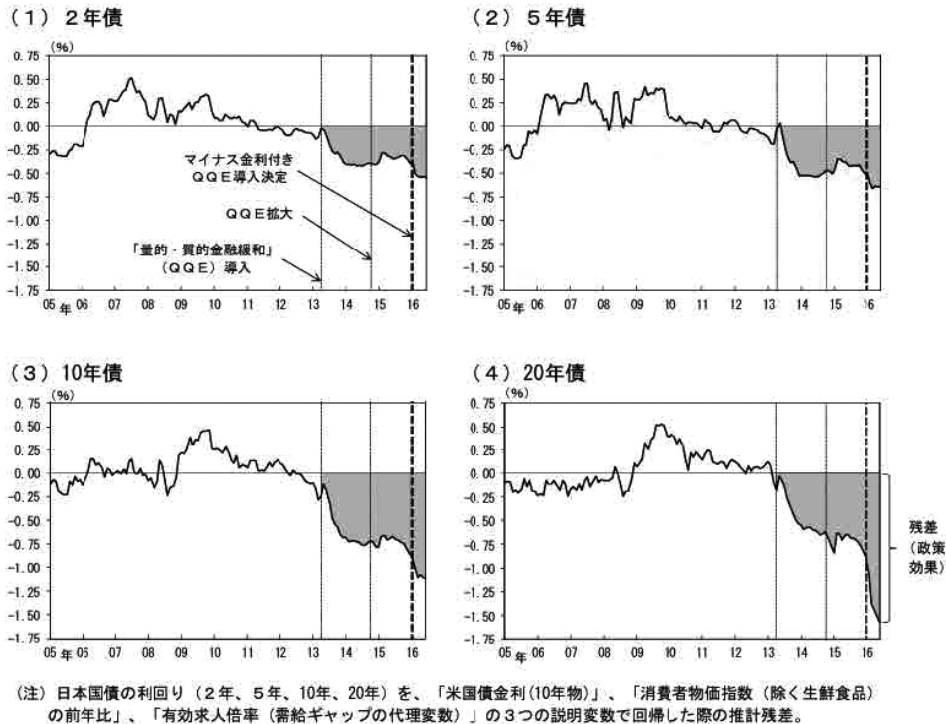 （１）２年債
(%)
0.75
0.50
0.25
0.00
-0.25
-0.50
-0.75
-1.00
-1.25
-1.50
-1.75
マイナス金利付き
ＱＱＥ導入決定
ＱＱＥ拡大
「量的・質的金融緩和」
（ＱＱＥ）導入
05年 06 07 08 09 10 11 12 13 14 15 16
（２）５年債
(%)
0.75
0.50
0.25
0.00
-0.25
-0.50
-0.75
-1.00
-1.25
-1.50
-1.75
05年 06 07 08 09 10 11 12 13 14 15 16
（３）10年債
(%)
0.75
0.50
0.25
0.00
-0.25
-0.50
-0.75
-1.00
-1.25
-1.50
-1.75
05年 06 07 08 09 10 11 12 13 14 15 16
（４）20年債
(%)
0.75
0.50
0.25
0.00
-0.25
-0.50
-0.75
-1.00
-1.25
-1.50
-1.75
05年 06 07 08 09 10 11 12 13 14 15 16
残差
（政策
効果）
（注）日本国債の利回り（２年、５年、10年、20年）を、「米国債金利(10年物)」、「消費者物価指数（除く生鮮食品）
の前年比」、「有効求人倍率（需給ギャップの代理変数）」の３つの説明変数で回帰した際の推計残差。